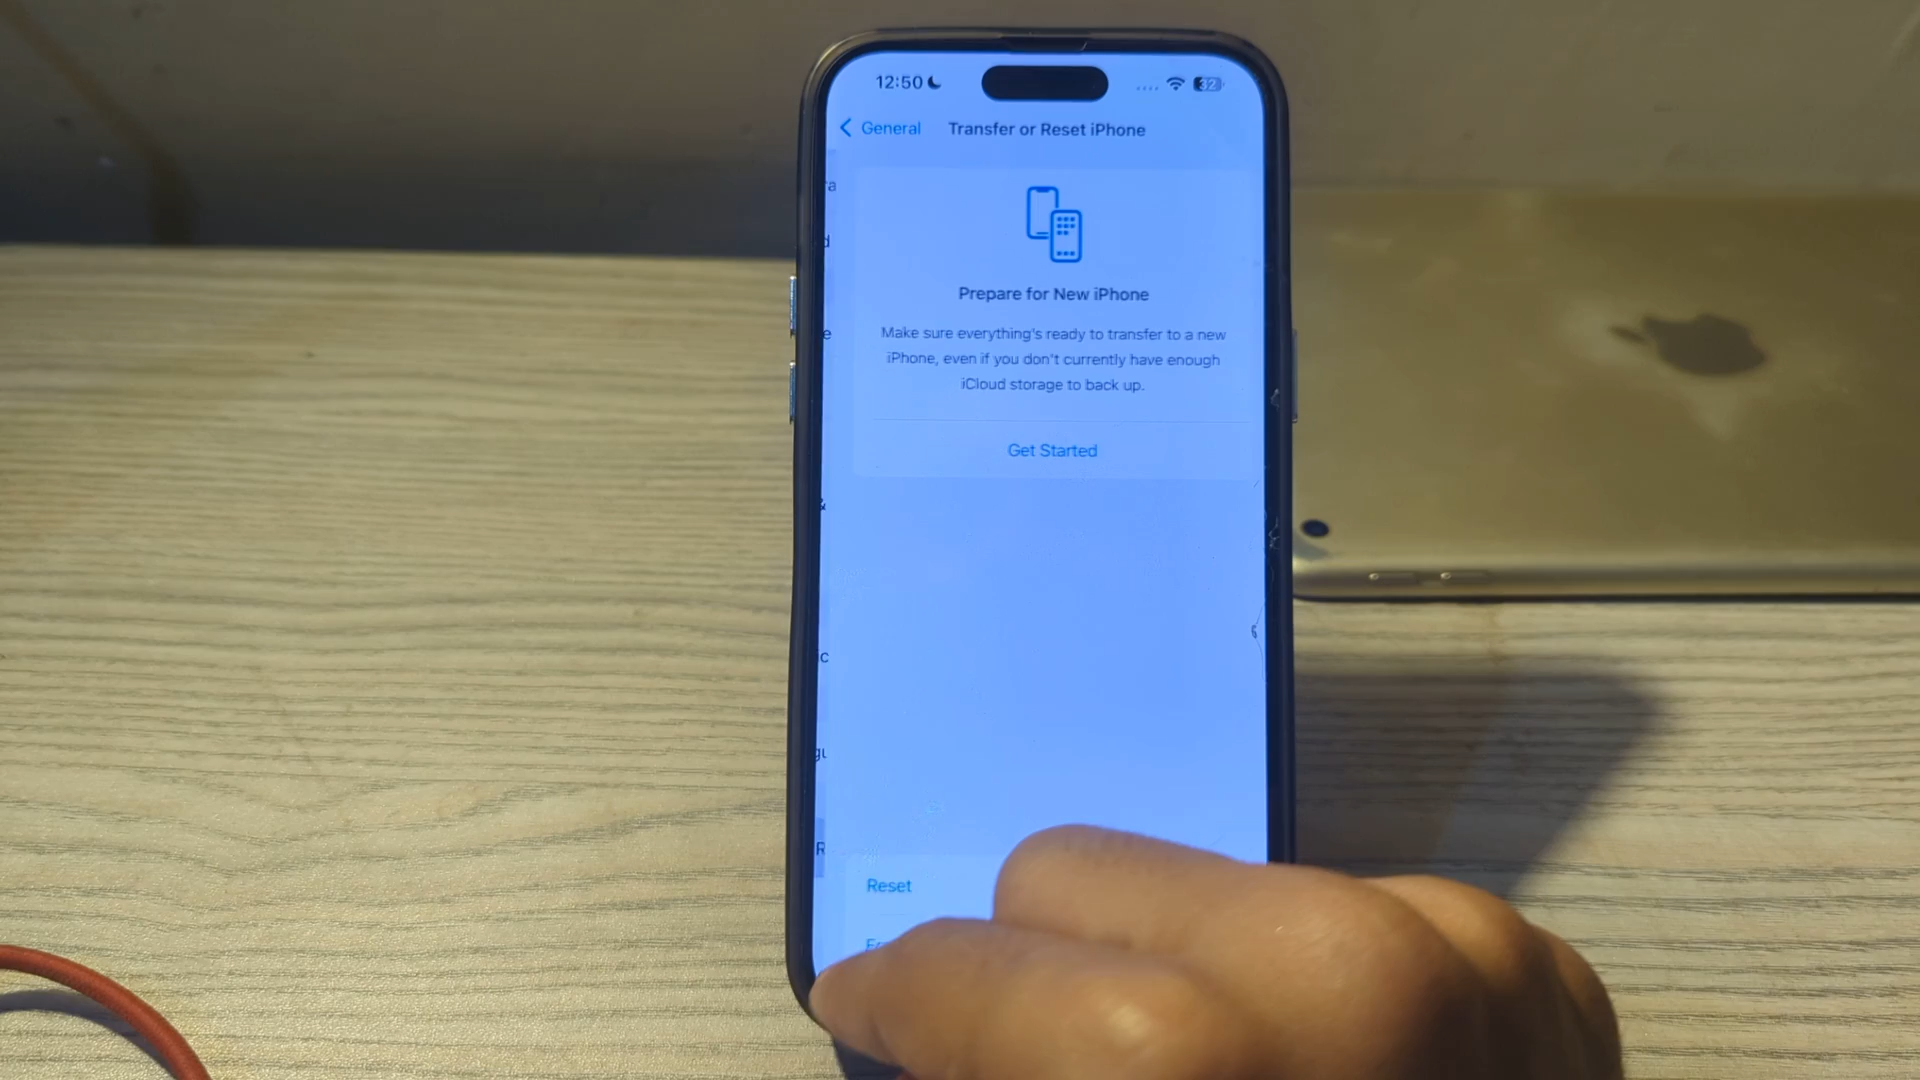 12:50
32
General
Transfer or Reset iPhone
Prepare for New iPhone
Make sure everything's ready to transfer to a new
iPhone, even if you don't currently have enough
iCloud storage to back up.
Get Started
Reset